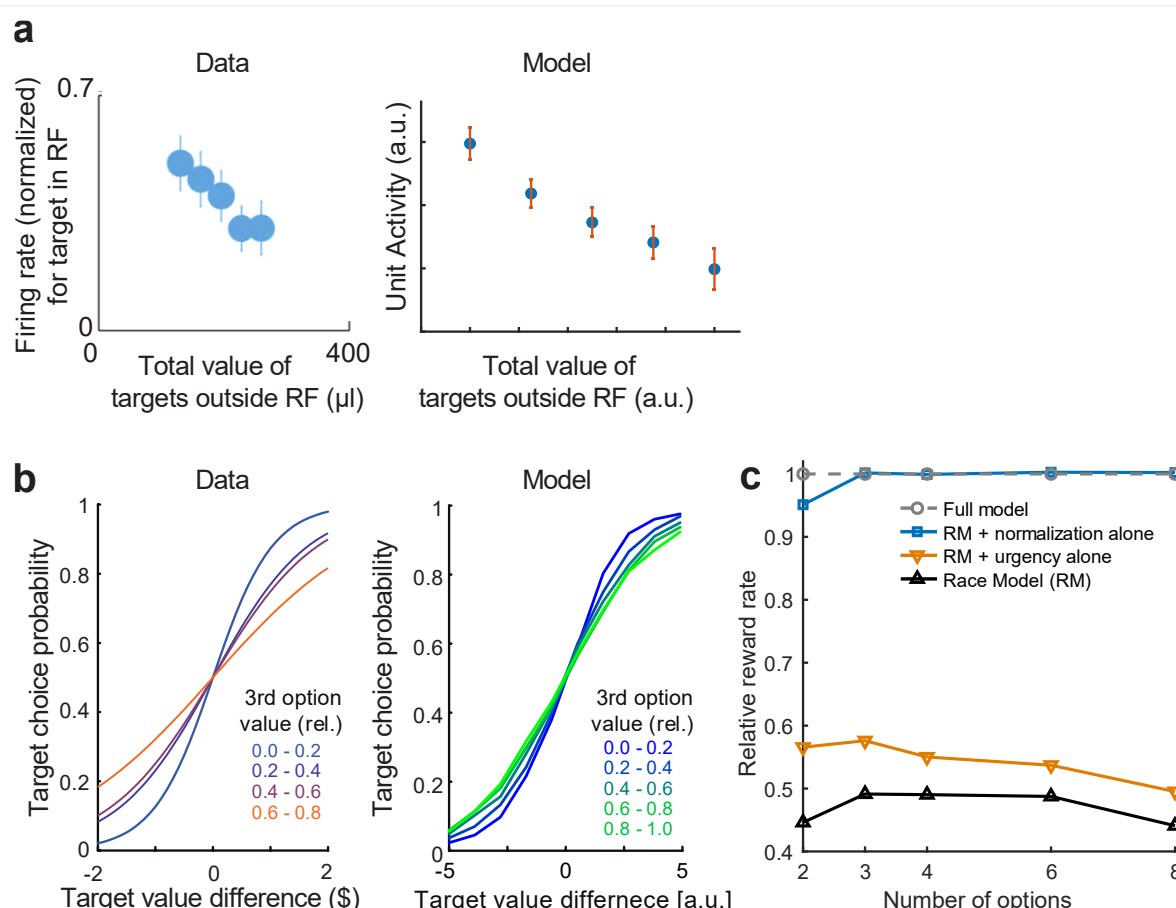 a
Data
Model
Firing rate (normalized)
for target in RF
0.7
0
0
400
Total value of
targets outside RF (µl)
Unit Activity (a.u.)
Total value of
targets outside RF (a.u.)
b
Data
Target choice probability
1
0.8
0.6
0.4
0.2
0
-2
0
2
Target value difference ($)
3rd option
value (rel.)
0.0 - 0.2
0.2 - 0.4
0.4 - 0.6
0.6 - 0.8
Model
Target choice probability
1
0.8
0.6
0.4
0.2
0
-5
0
5
Target value differnece [a.u.]
3rd option
value (rel.)
0.0 - 0.2
0.2 - 0.4
0.4 - 0.6
0.6 - 0.8
0.8 - 1.0
c
Relative reward rate
1
0.9
0.8
0.7
0.6
0.5
0.4
Full model
RM + normalization alone
RM + urgency alone
Race Model (RM)
2
3
4
6
8
Number of options